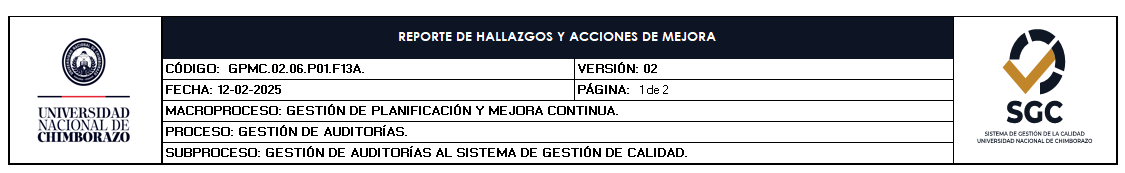 REPORTE DE HALLAZGOS Y ACCIONES DE MEJORA
CÓDIGO: GPMC.02.06.P01.F13A.
VERSIÓN: 02
FECHA: 12-02-2025
PÁGINA: 1 de 2
MACROPROCESO: GESTIÓN DE PLANIFICACIÓN Y MEJORA CONTINUA.
PROCESO: GESTIÓN DE AUDITORÍAS.
SUBPROCESO: GESTIÓN DE AUDITORÍAS AL SISTEMA DE GESTIÓN DE CALIDAD.
UNIVERSIDAD
NACIONAL DE
CHIMBORAZO
SGC
SISTEMA DE GESTIÓN DE LA CALIDAD
UNIVERSIDAD NACIONAL DE CHIMBORAZO